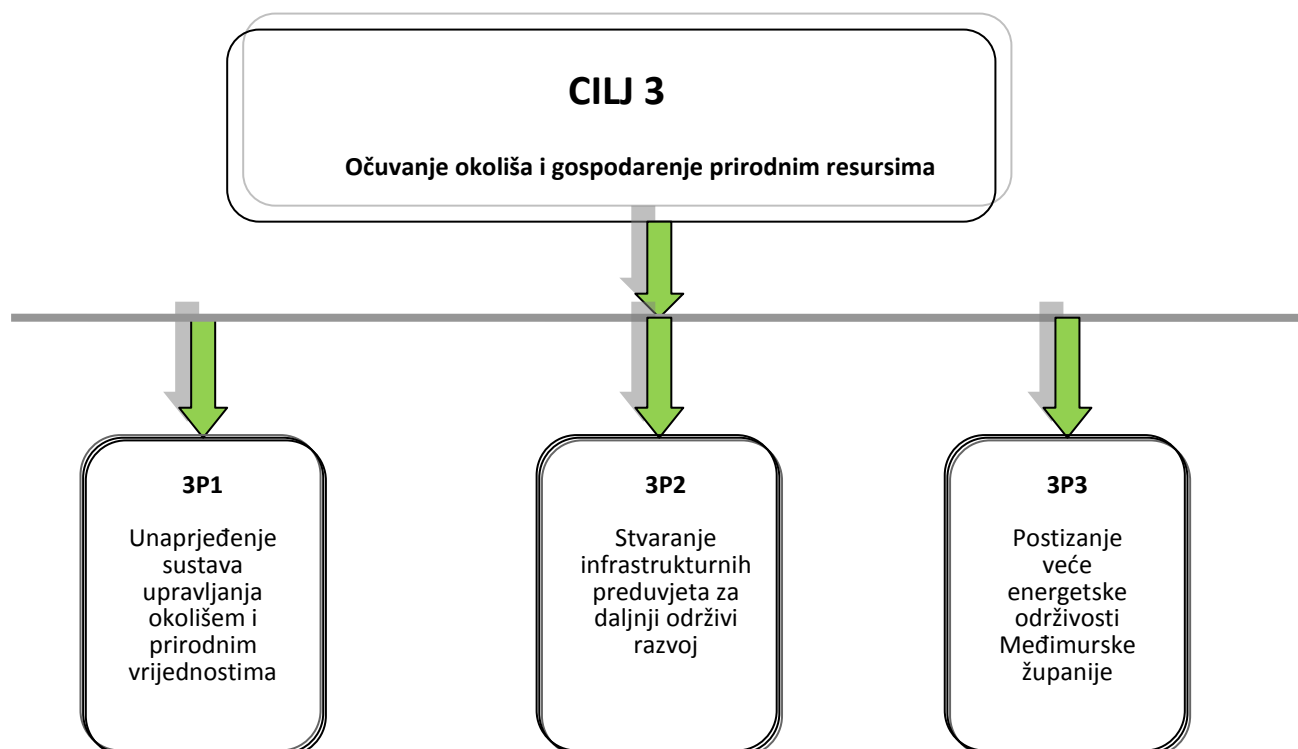 CILJ 3
Očuvanje okoliša i gospodarenje prirodnim resursima
3P1
Unaprjeđenje
sustava
upravljanja
okolišem i
prirodnim
vrijednostima
3P2
Stvaranje
infrastrukturnih
preduvjeta za
daljnji održivi
razvoj
3P3
Postizanje
veće
energetske
održivosti
Međimurske
županije